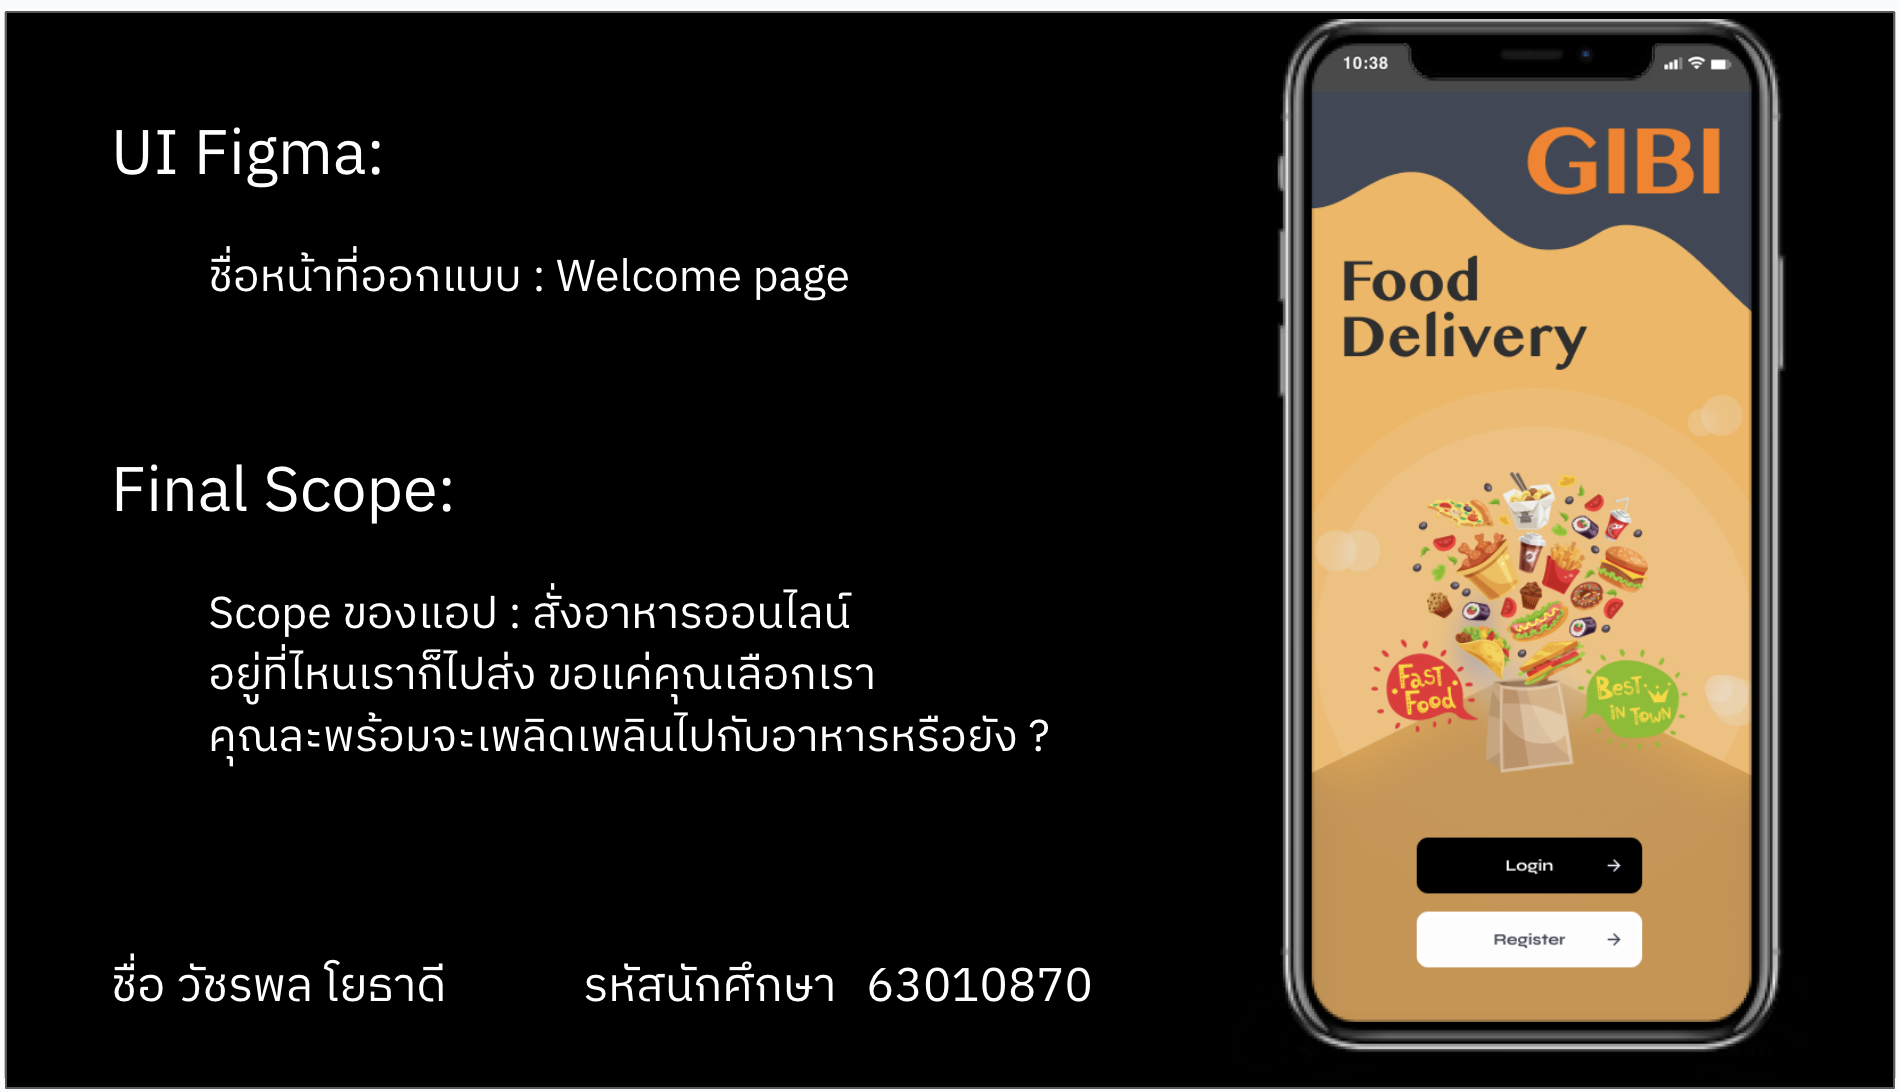 UI Figma:
ชื่อหน้าที่ออกแบบ : Welcome page
Final Scope:
Scope ของแอป : สั่งอาหารออนไลน์
อยู่ที่ไหนเราก็ไปส่ง ขอแค่คุณเลือกเรา
คุณละพร้อมจะเพลิดเพลินไปกับอาหารหรือยัง ?
ชื่อ วัชรพล โยธาดี รหัสนักศึกษา 63010870
10:38
GIBI
Food
Delivery
Fast
Food
Best
in Town
Login
Register